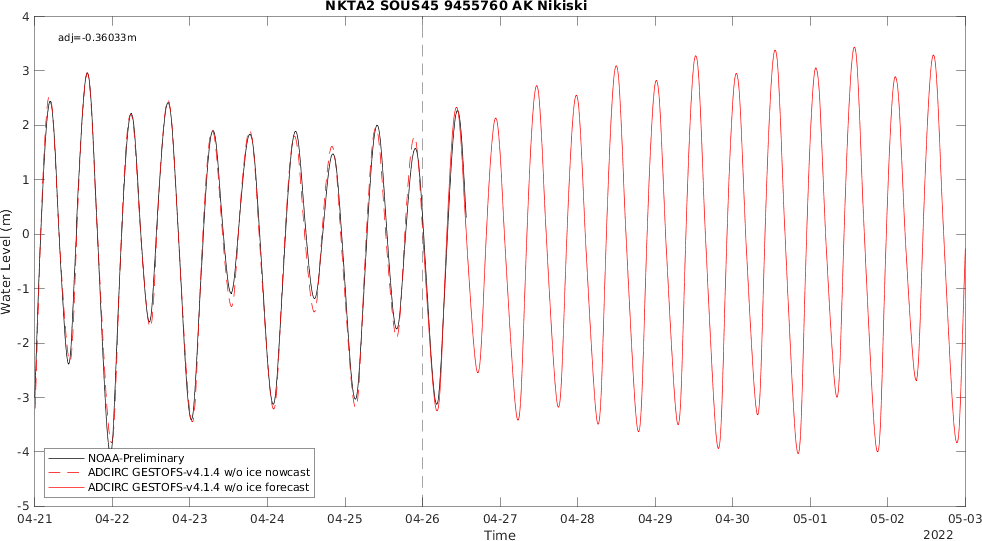 NKTA2 SOUS45 9455760 AK Nikiski
adj=-0.36033m
4
3
2
1
0
-1
-2
-3
-4
-5
Water Level (m)
NOAA-Preliminary
ADCIRC GESTOFS-v4.1.4 w/o ice nowcast
ADCIRC GESTOFS-v4.1.4 w/o ice forecast
04-21 04-22 04-23 04-24 04-25 04-26 04-27 04-28 04-29 04-30 05-01 05-02 05-03
Time
2022